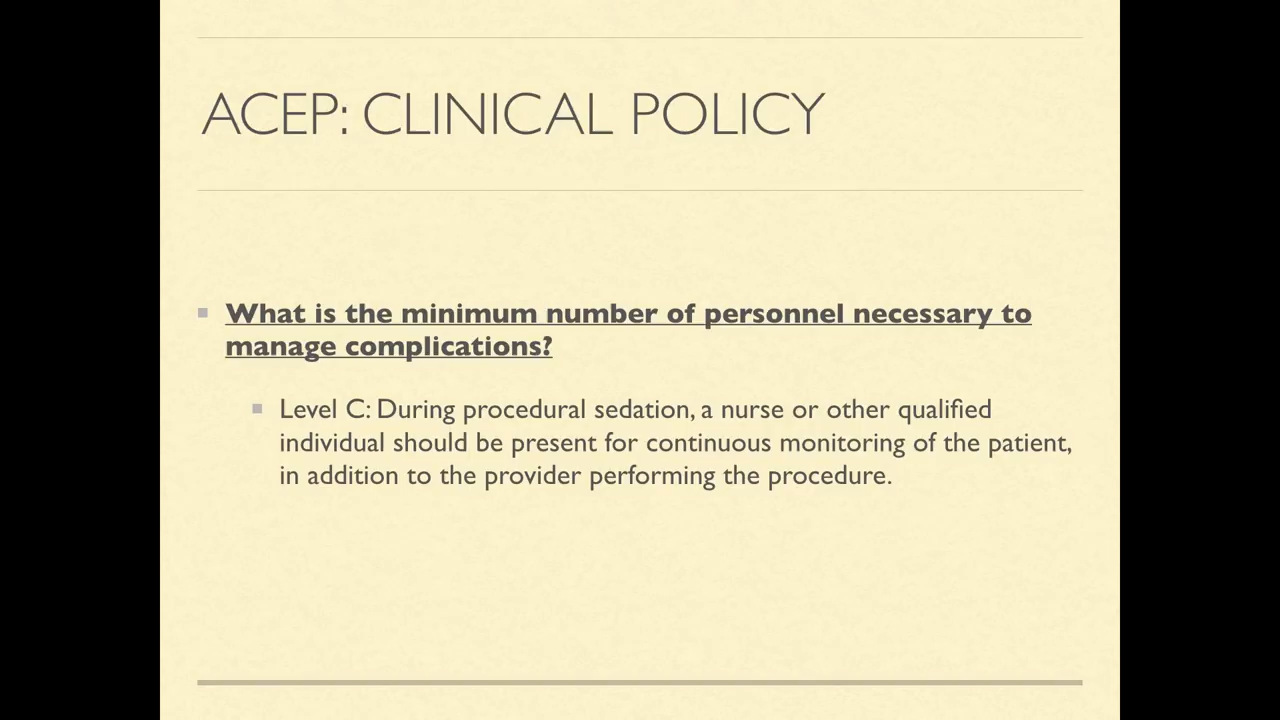 ACEP: CLINICAL POLICY
What is the minimum number of personnel necessary to
manage complications?
Level C: During procedural sedation, a nurse or other qualified
individual should be present for continuous monitoring of the patient,
in addition to the provider performing the procedure.